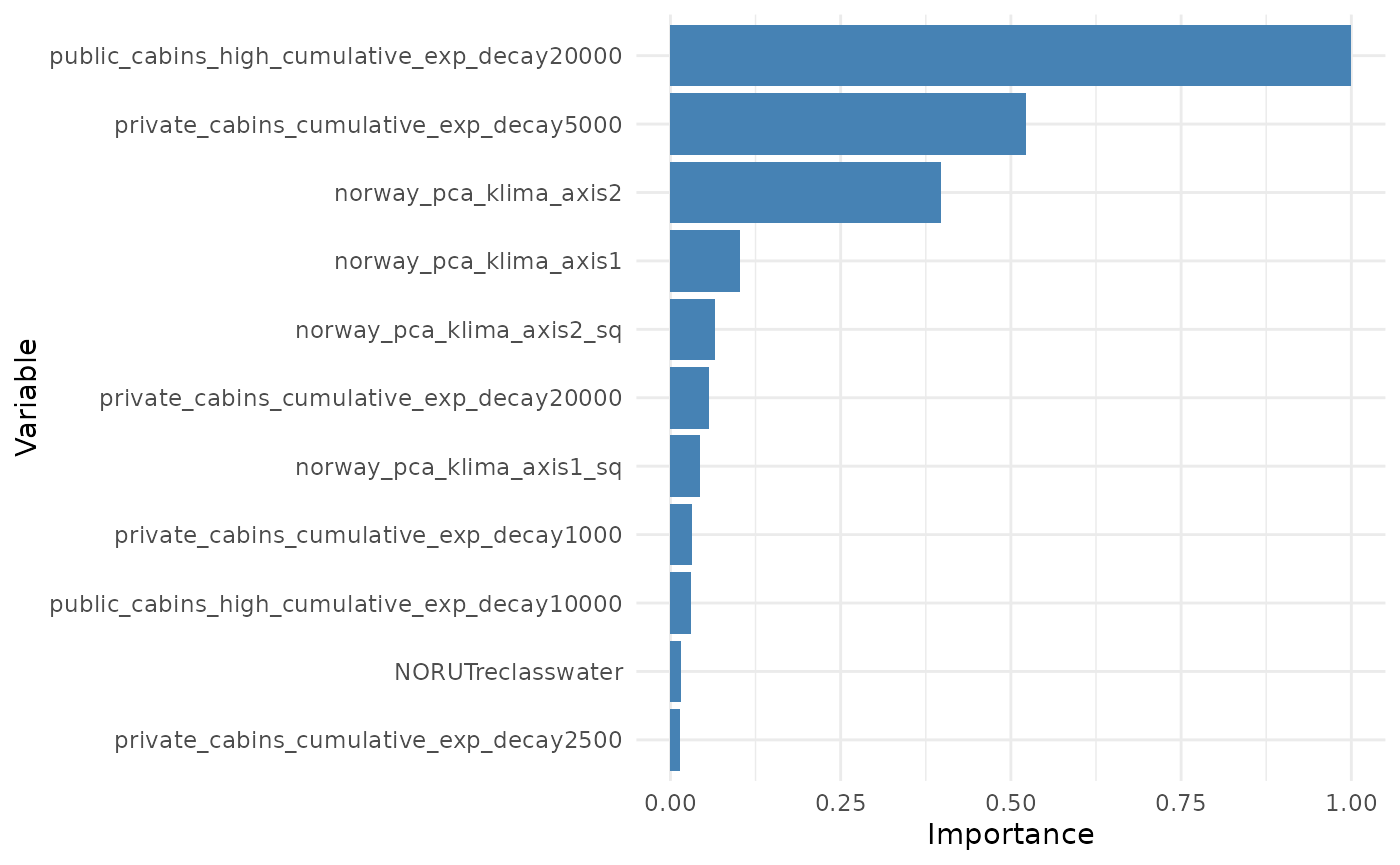 public_cabins_high_cumulative_exp_decay20000
private_cabins_cumulative_exp_decay5000
norway_pca_klima_axis2
norway_pca_klima_axis1
norway_pca_klima_axis2_sq
private_cabins_cumulative_exp_decay20000
norway_pca_klima_axis1_sq
private_cabins_cumulative_exp_decay1000
public_cabins_high_cumulative_exp_decay10000
NORUTreclasswater
private_cabins_cumulative_exp_decay2500
Variable
0.00 0.25 0.50 0.75 1.00
Importance